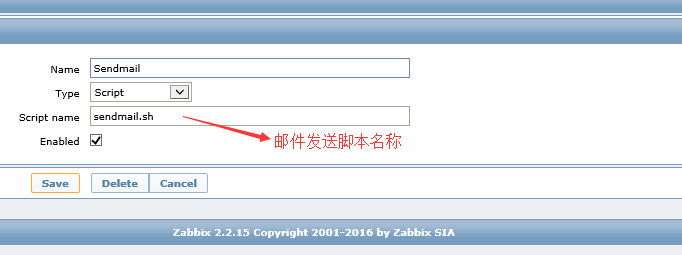 Name Sendmail
Type Script
Script name sendmail.sh
Enabled 邮件发送脚本名称
Save Delete Cancel
Zabbix 2.2.15 Copyright 2001-2016 by Zabbix SIA